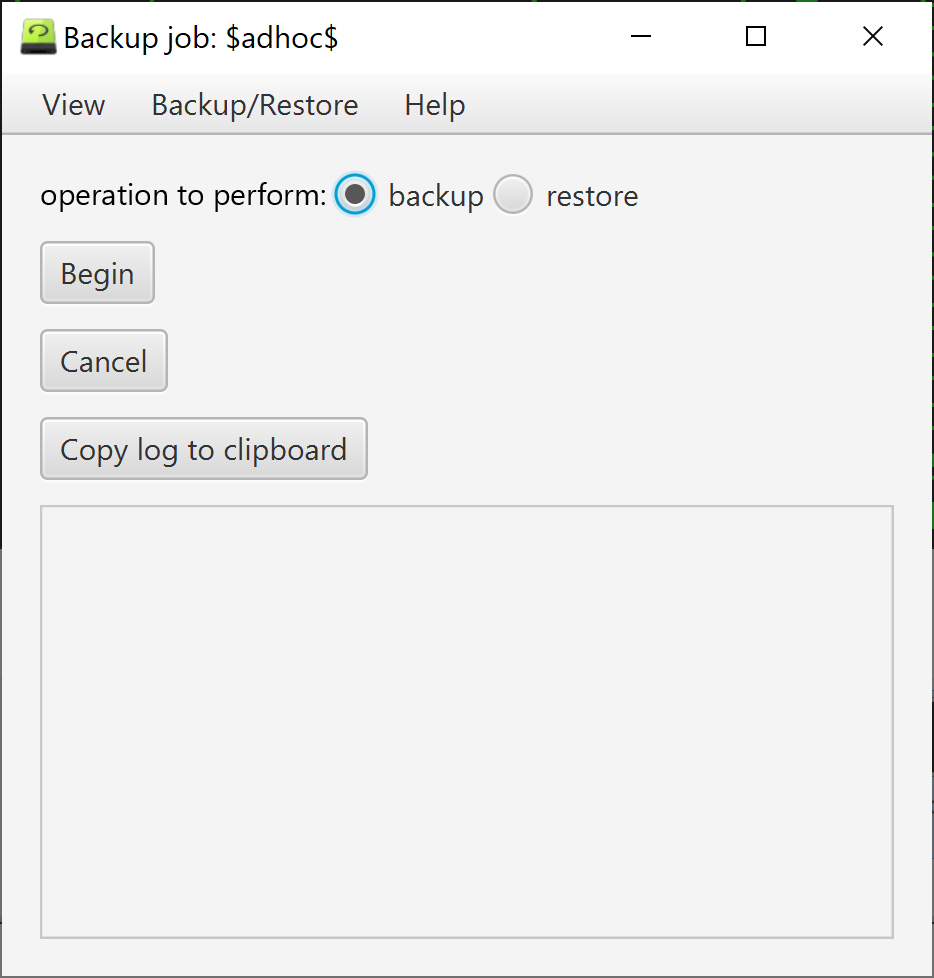 Backup job: $adhoc$
View Backup/Restore Help
operation to perform: backup restore
Begin
Cancel
Copy log to clipboard